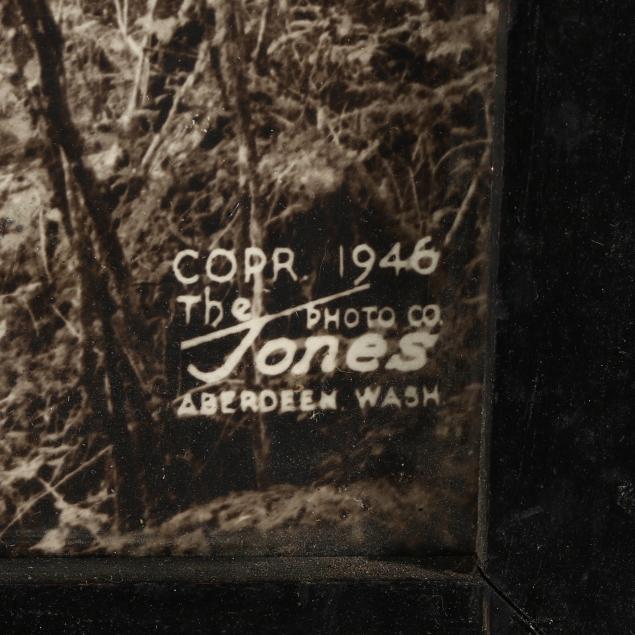 COPR. 1946
The PHOTO CO.
Jones
ABERDEEN. WASH.